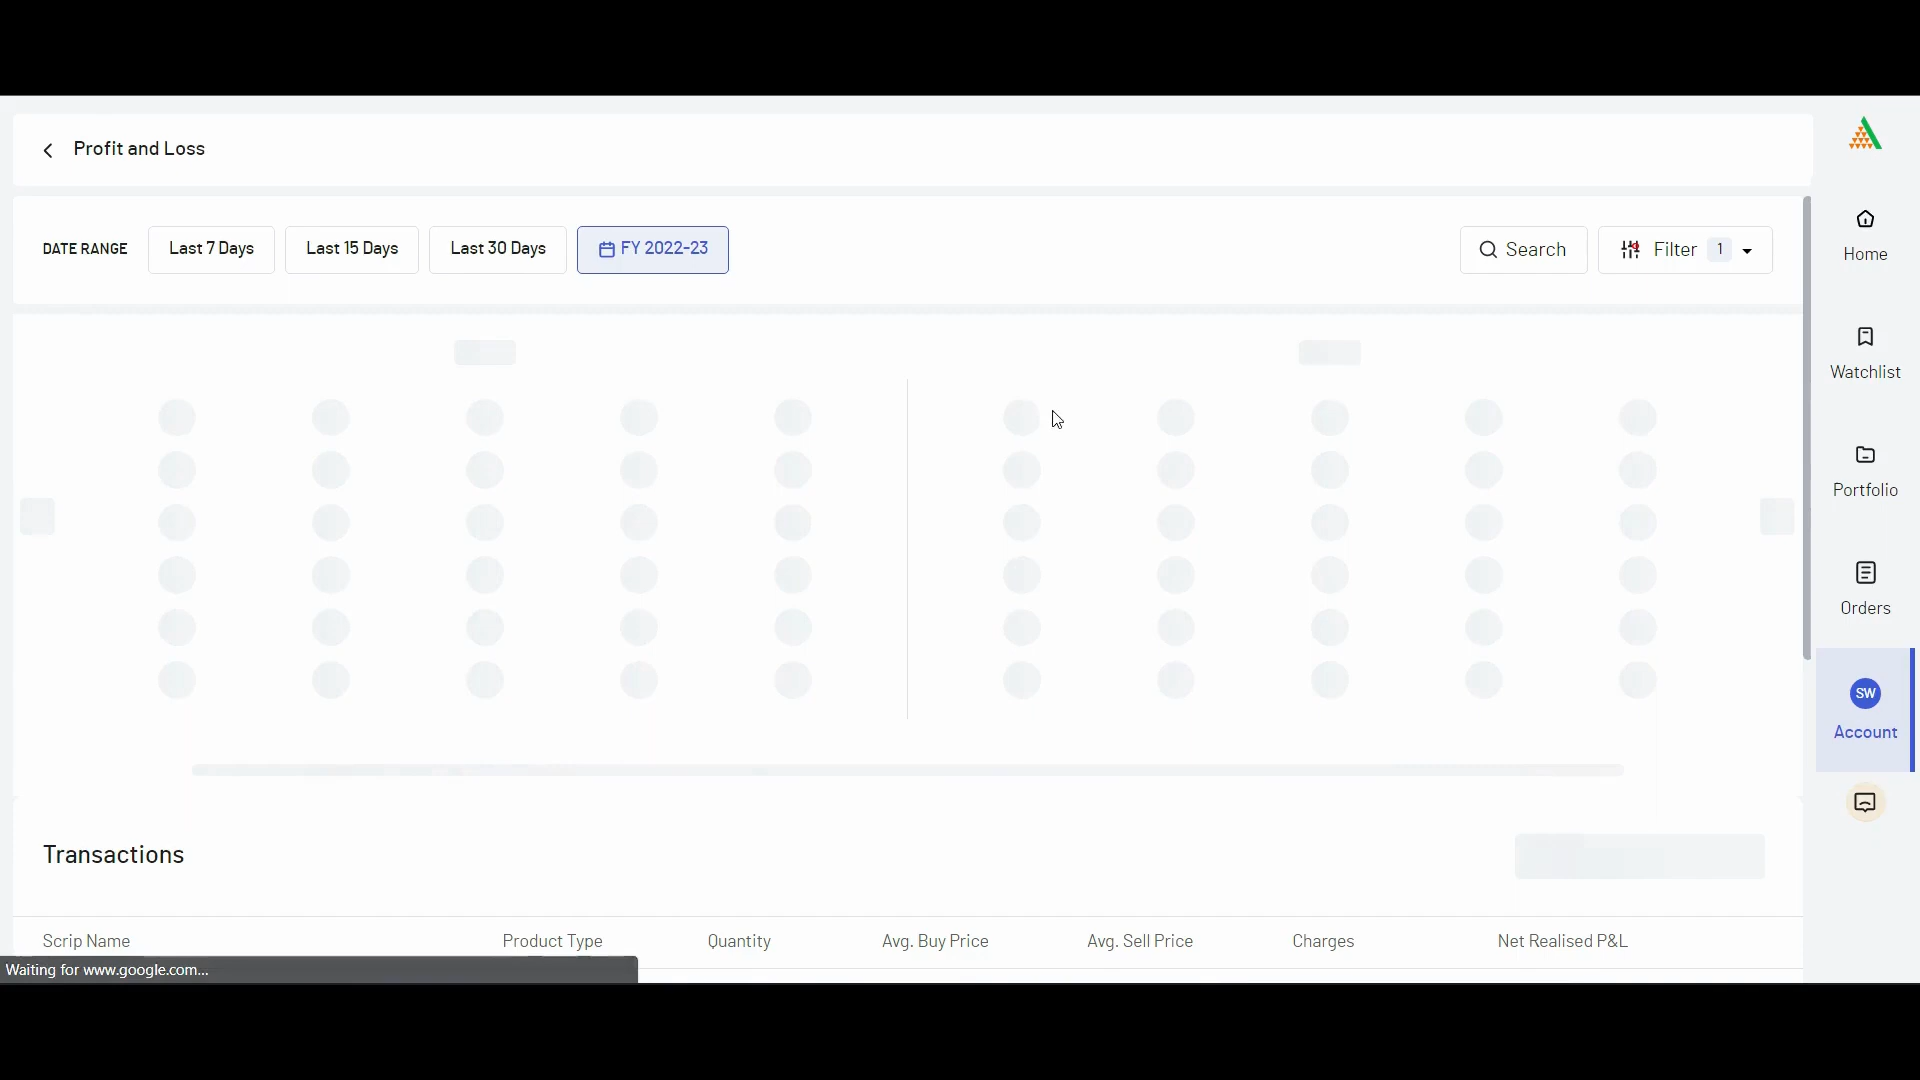 Profit and Loss
DATE RANGE
Last 7 Days
Last 15 Days
Last 30 Days
FY 2022-23
Search
Filter 1
Home
Watchlist
Portfolio
Orders
SW
Account
Transactions
Scrip Name
Product Type
Quantity
Avg. Buy Price
Avg. Sell Price
Charges
Net Realised P&L
Waiting for www.google.com...